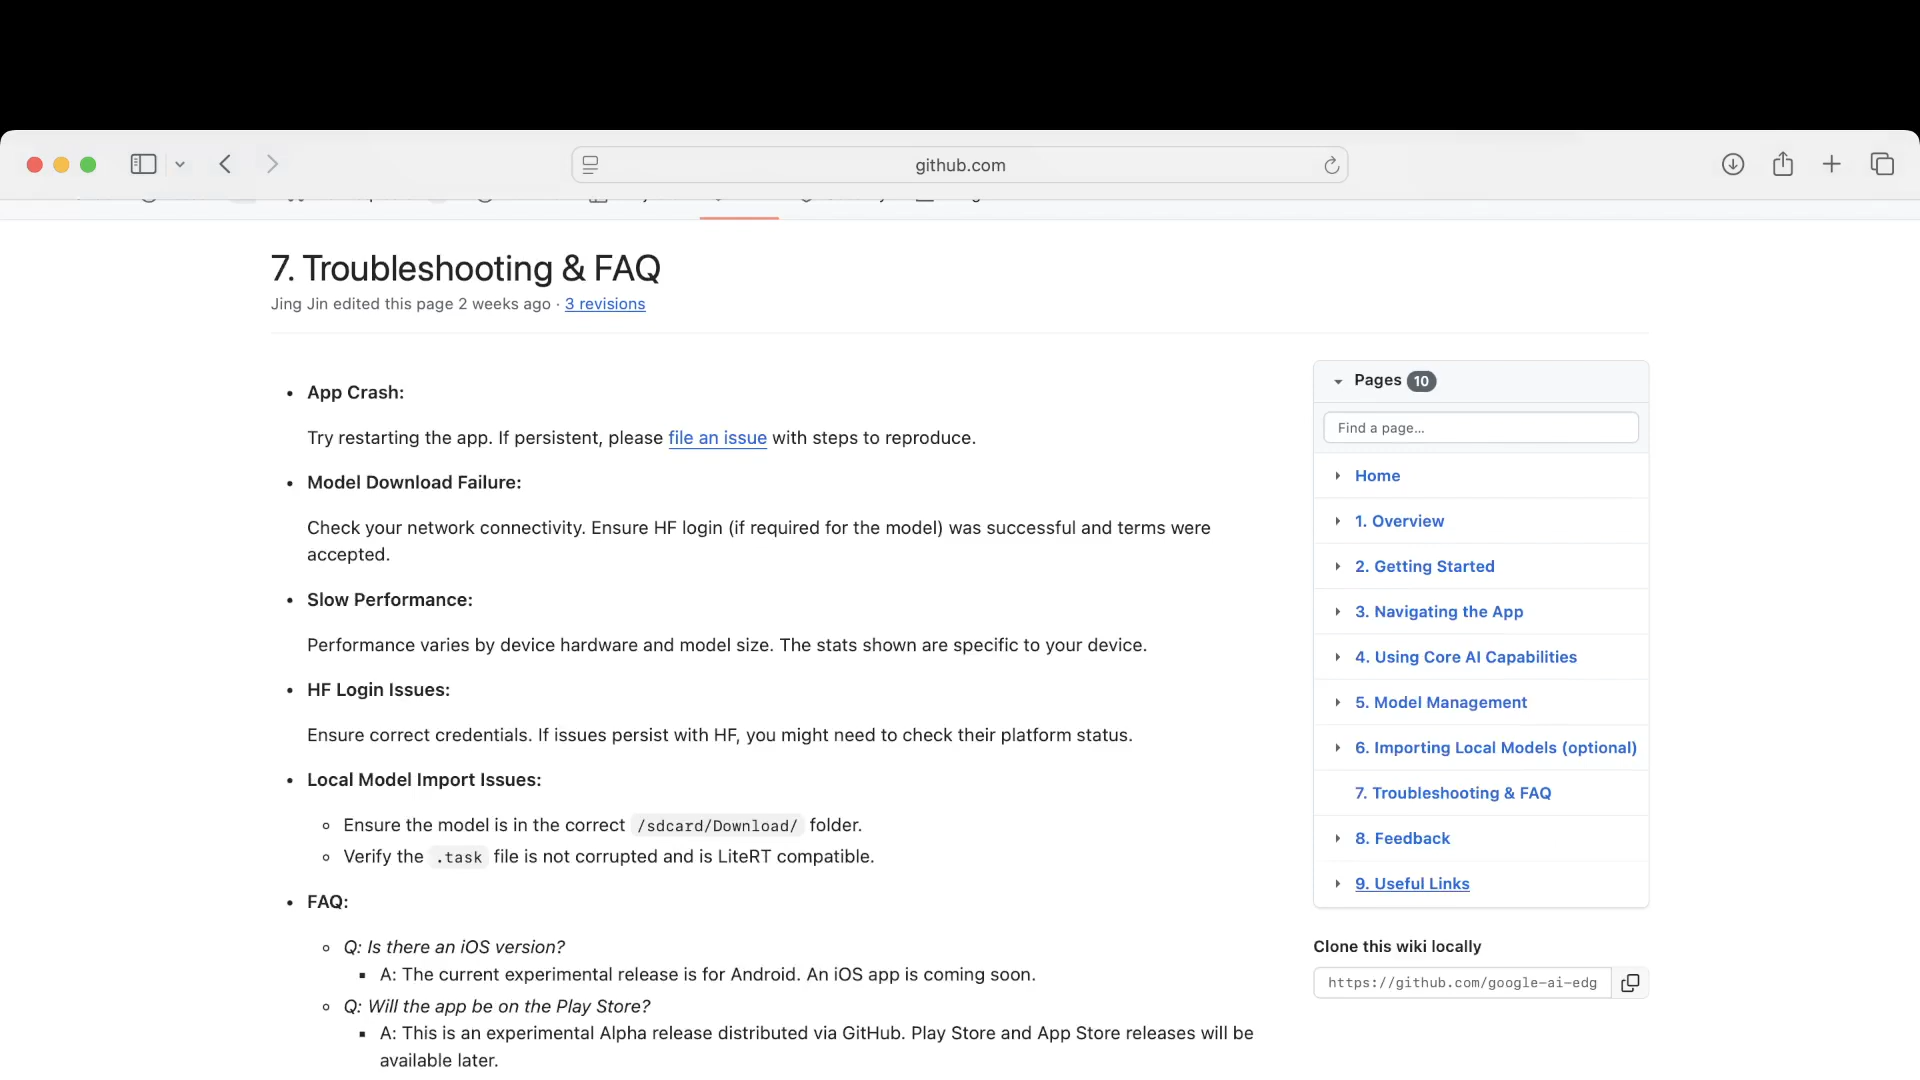 github.com
7. Troubleshooting & FAQ
Jing Jin edited this page 2 weeks ago · 3 revisions
App Crash:
Try restarting the app. If persistent, please file an issue with steps to reproduce.
Model Download Failure:
Check your network connectivity. Ensure HF login (if required for the model) was successful and terms were
accepted.
Slow Performance:
Performance varies by device hardware and model size. The stats shown are specific to your device.
HF Login Issues:
Ensure correct credentials. If issues persist with HF, you might need to check their platform status.
Local Model Import Issues:
Ensure the model is in the correct /sdcard/Download/ folder.
Verify the .task file is not corrupted and is LiteRT compatible.
FAQ:
Q: Is there an iOS version?
A: The current experimental release is for Android. An iOS app is coming soon.
Q: Will the app be on the Play Store?
A: This is an experimental Alpha release distributed via GitHub. Play Store and App Store releases will be
available later.
Pages 10
Find a page...
Home
1. Overview
2. Getting Started
3. Navigating the App
4. Using Core AI Capabilities
5. Model Management
6. Importing Local Models (optional)
7. Troubleshooting & FAQ
8. Feedback
9. Useful Links
Clone this wiki locally
https://github.com/google-ai-edg